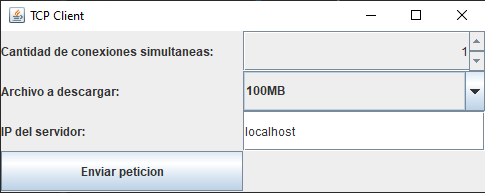 TCP Client
Cantidad de conexiones simultaneas: 1
Archivo a descargar: 100MB
IP del servidor: localhost
Enviar peticion